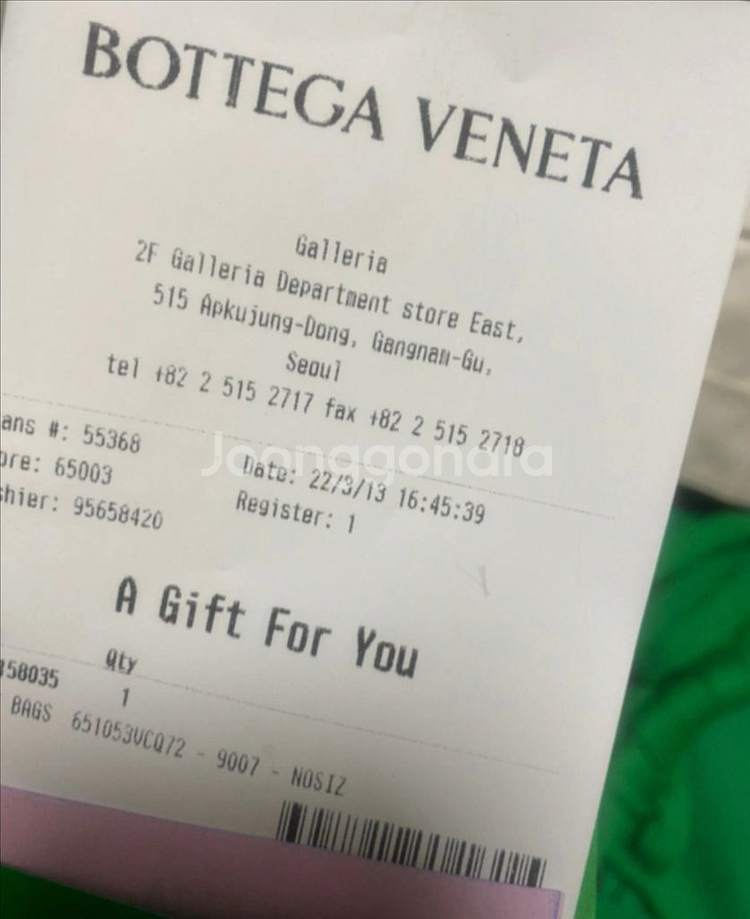 BOTTEGA VENETA
Galleria
2F Galleria Department store East,
515 Apkujung-Dong, Gangnam-Gu,
Seoul
tel +82 2 515 2717 fax +82 2 515 2718
ans #: 55368
ore: 65003 Date: 22/3/13 16:45:39
shier: 95658420 Register: 1
Joonggonara
A Gift For You
Qty
358035 1
BAGS 651053VCQ72 - 9007 - NOSIZ